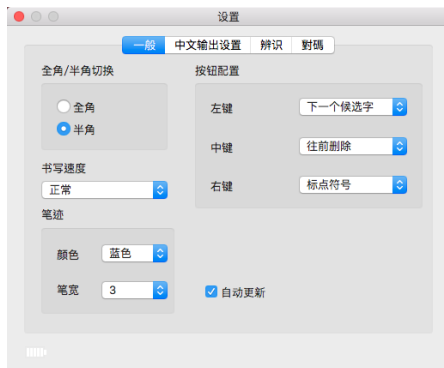 设置
一般 中文输出设置 辨识 對碼
全角/半角切换
全角
半角
书写速度
正常
笔迹
颜色 蓝色
笔宽 3
按钮配置
左键 下一个候选字
中键 往前删除
右键 标点符号
自动更新